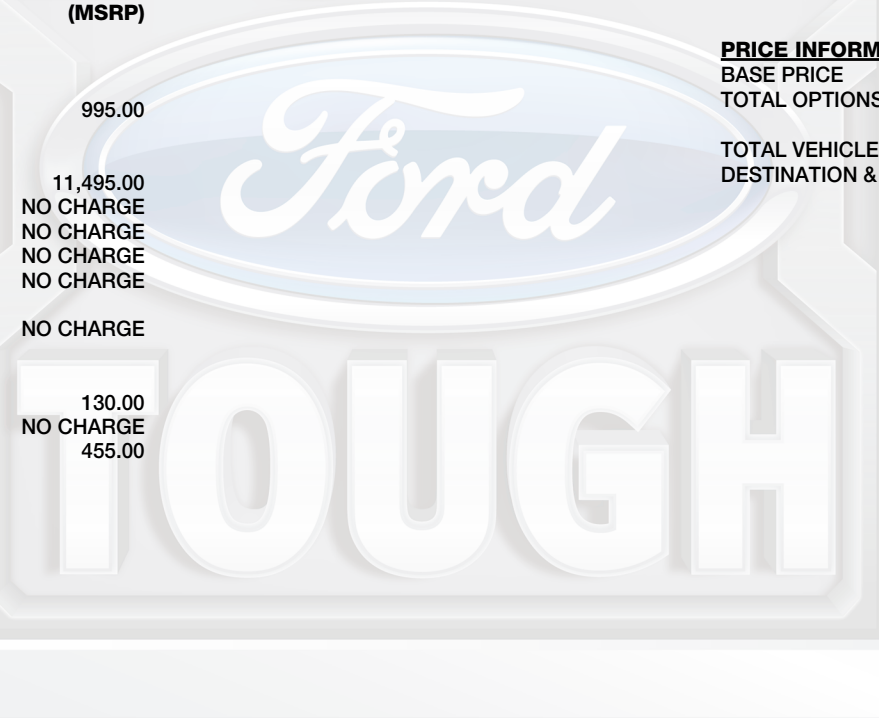 (MSRP)
995.00
11,495.00
NO CHARGE
NO CHARGE
NO CHARGE
NO CHARGE
NO CHARGE
130.00
NO CHARGE
455.00
PRICE INFORM
BASE PRICE
TOTAL OPTIONS
TOTAL VEHICLE
DESTINATION &
Ford
TOUGH